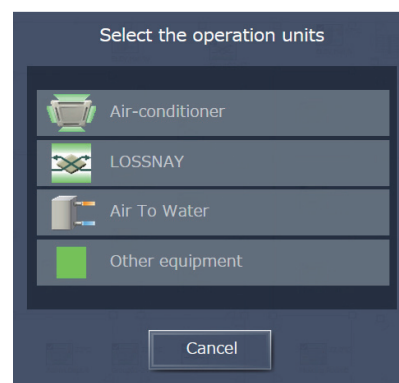 Select the operation units
Air-conditioner
LOSSNAY
Air To Water
Other equipment
Cancel